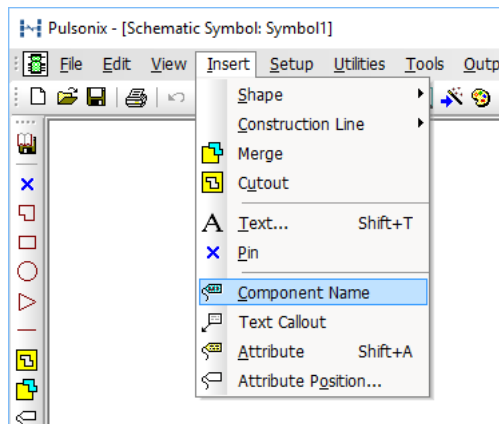 Pulsonix - [Schematic Symbol: Symbol1]
File Edit View Insert Setup Utilities Tools Outp
Shape
Construction Line
Merge
Cutout
Text... Shift+T
Pin
Component Name
Text Callout
Attribute Shift+A
Attribute Position...